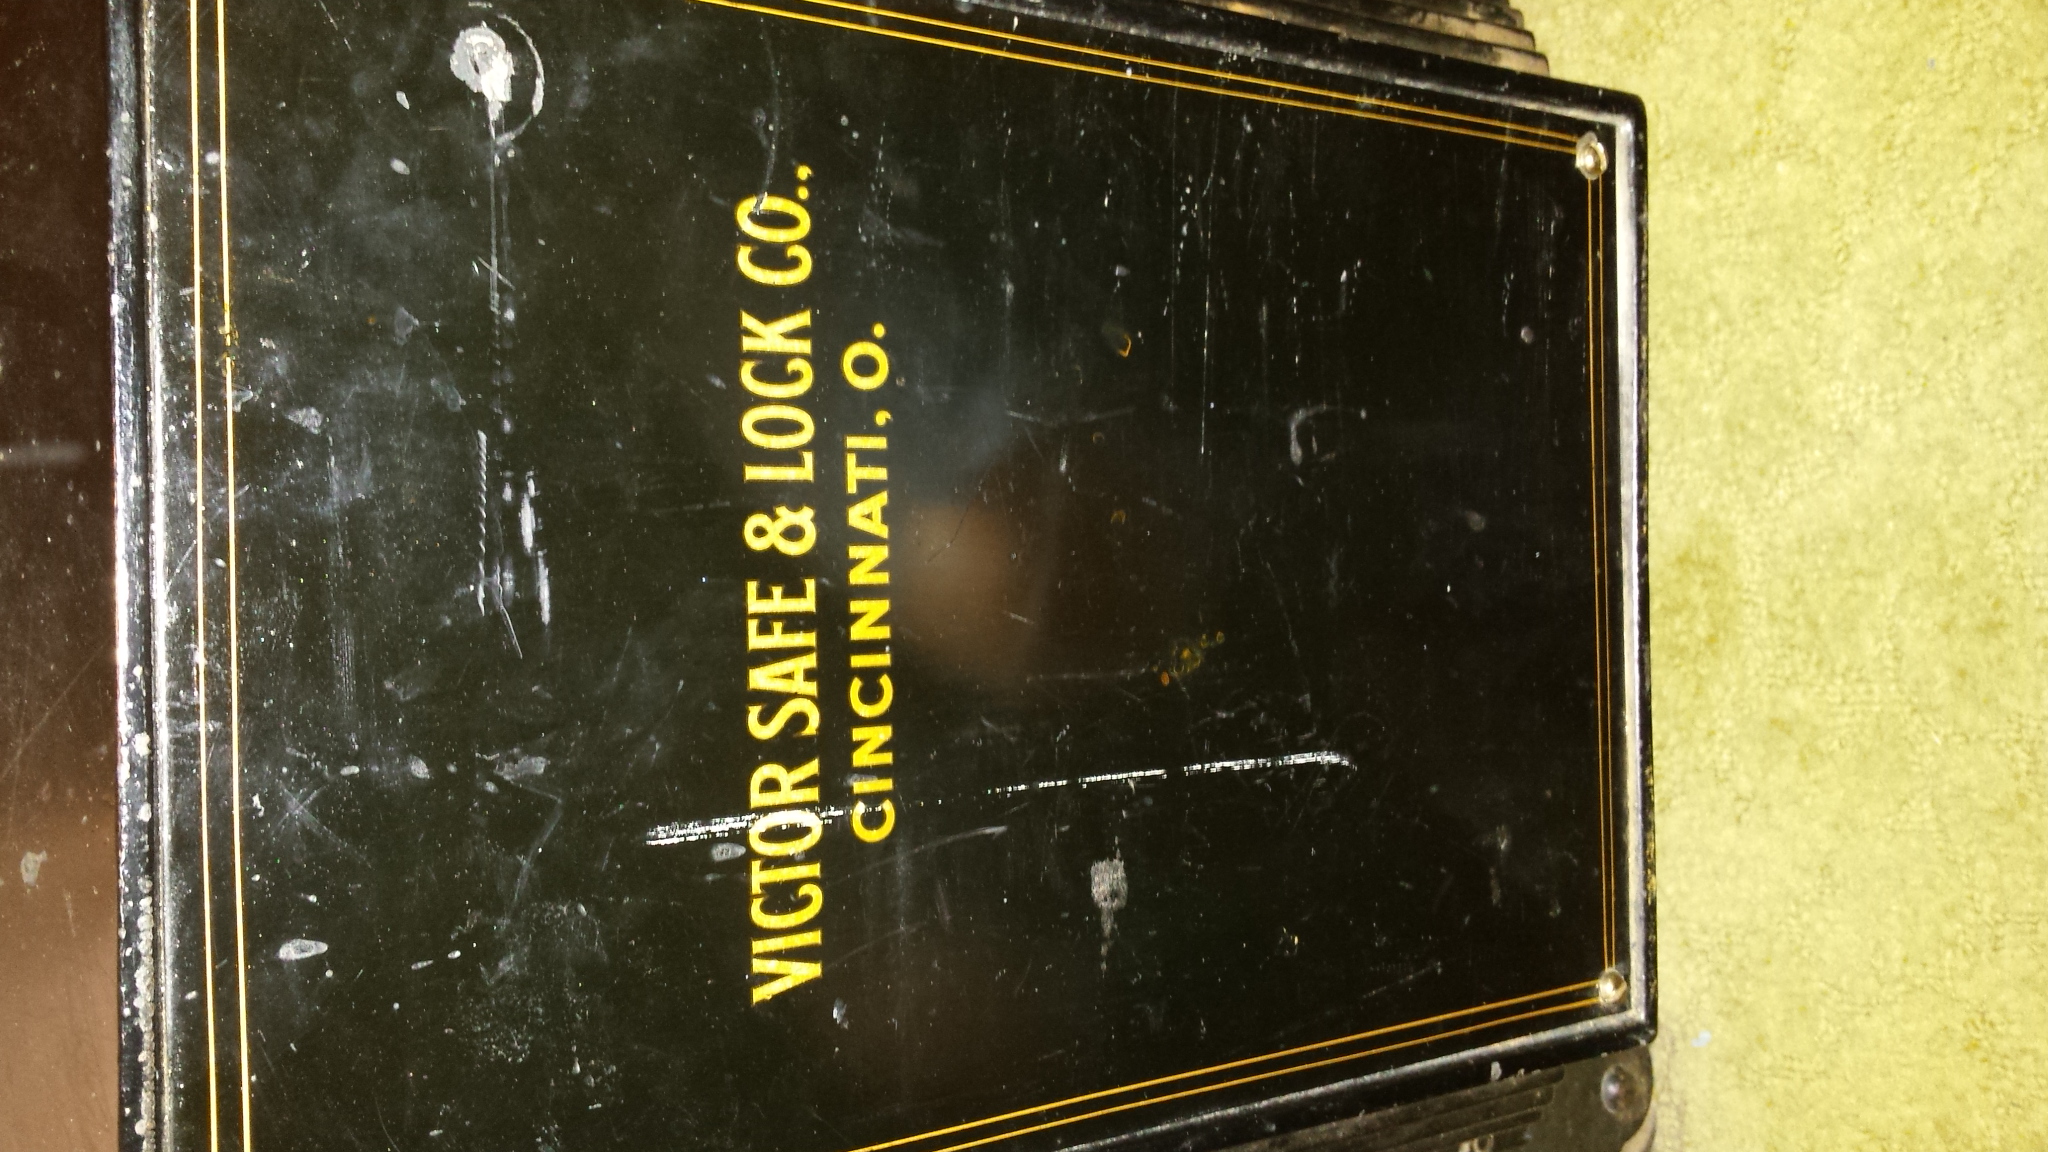 VICTOR SAFE & LOCK CO.,
CINCINNATI, O.